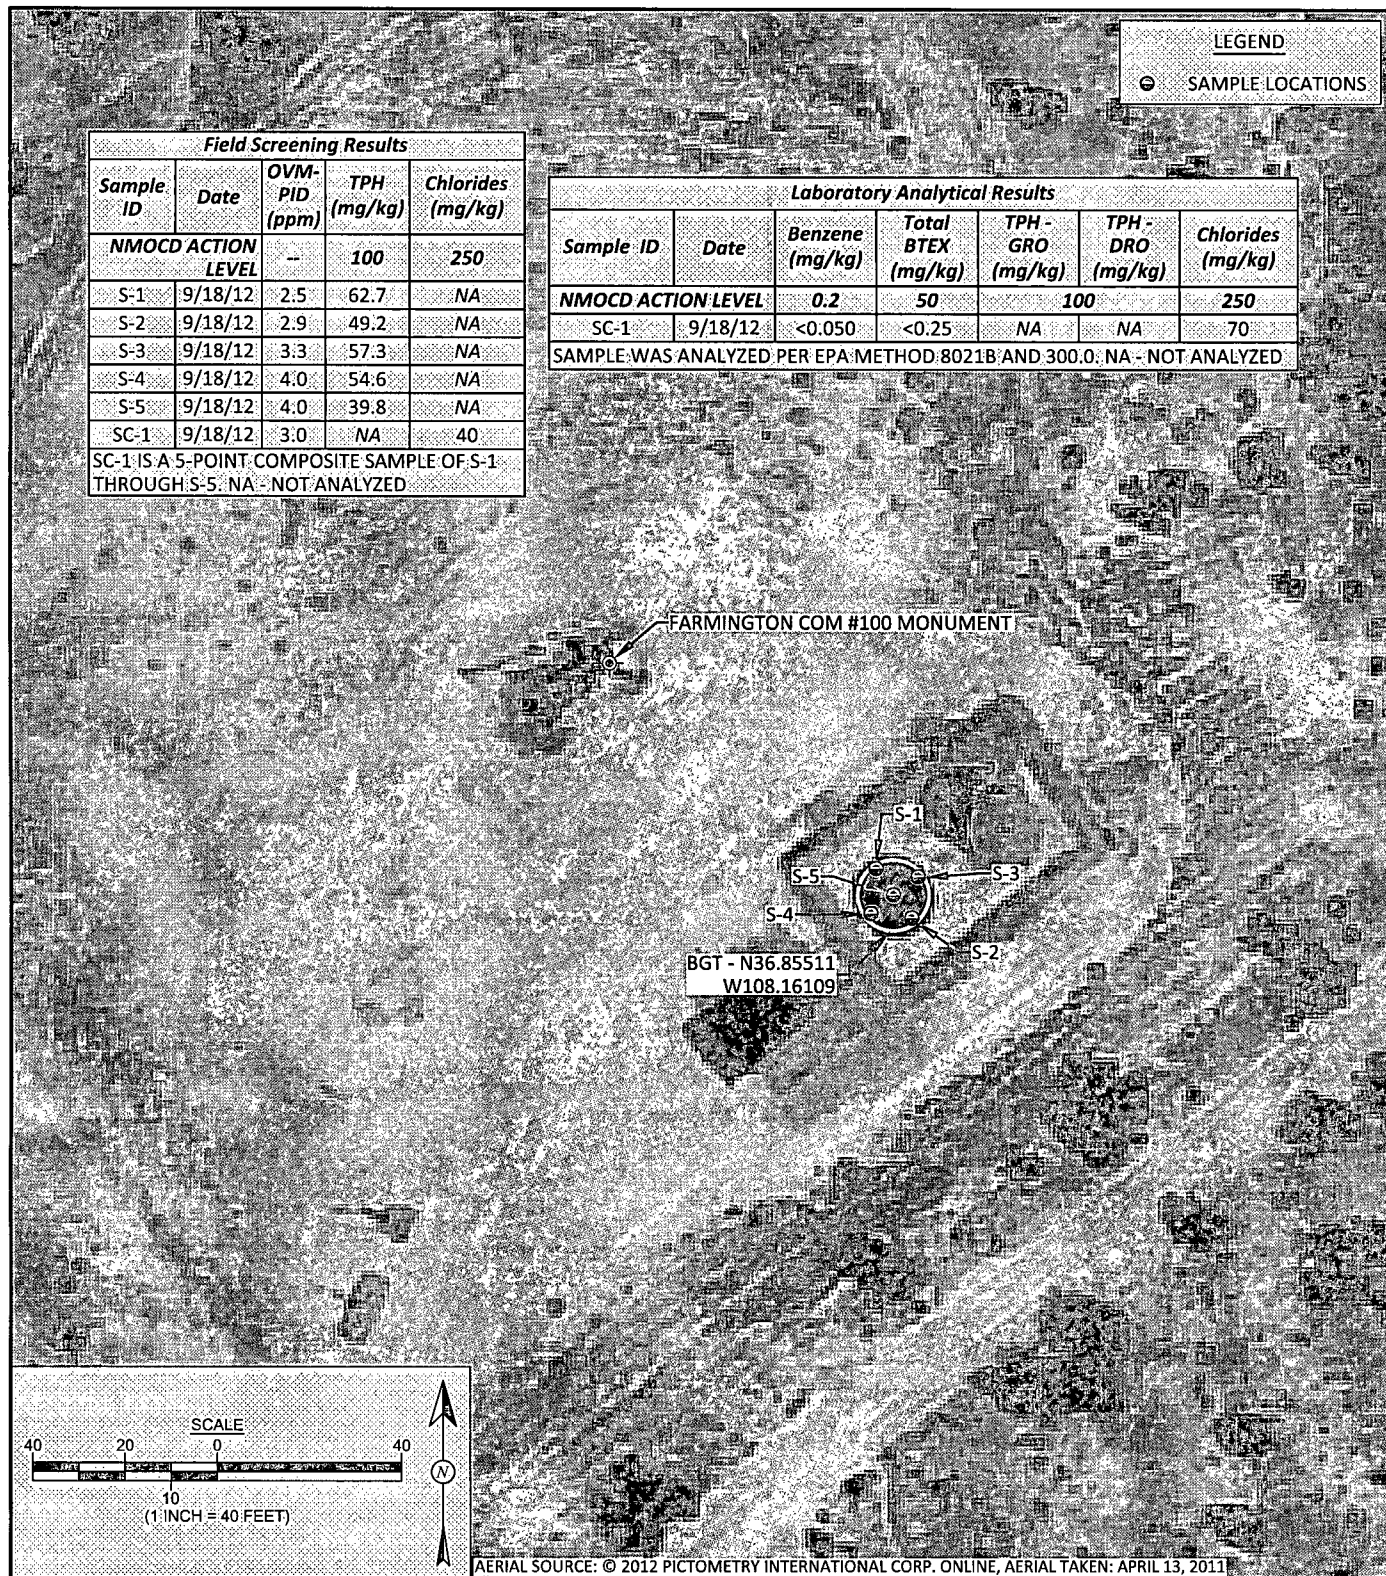 LEGEND
SAMPLE LOCATIONS
Field Screening Results
Sample ID Date OVM-PID (ppm) TPH (mg/kg) Chlorides (mg/kg)
NMOCD ACTION LEVEL -- 100 250
S-1 9/18/12 2.5 62.7 NA
S-2 9/18/12 2.9 49.2 NA
S-3 9/18/12 3.3 57.3 NA
S-4 9/18/12 4.0 54.6 NA
S-5 9/18/12 4.0 39.8 NA
SC-1 9/18/12 3.0 NA 40
SC-1 IS A 5-POINT COMPOSITE SAMPLE OF S-1
THROUGH S-5. NA - NOT ANALYZED
Laboratory Analytical Results
Sample ID Date Benzene (mg/kg) Total BTEX (mg/kg) TPH - GRO (mg/kg) TPH - DRO (mg/kg) Chlorides (mg/kg)
NMOCD ACTION LEVEL 0.2 50 100 250
SC-1 9/18/12 <0.050 <0.25 NA NA 70
SAMPLE WAS ANALYZED PER EPA METHOD 8021B AND 300.0. NA - NOT ANALYZED
FARMINGTON COM #100 MONUMENT
S-1
S-5
S-3
S-4
S-2
BGT - N36.85511
W108.16109
SCALE
40 20 0 40
10
(1 INCH = 40 FEET)
N
AERIAL SOURCE: © 2012 PICTOMETRY INTERNATIONAL CORP. ONLINE, AERIAL TAKEN: APRIL 13, 2011